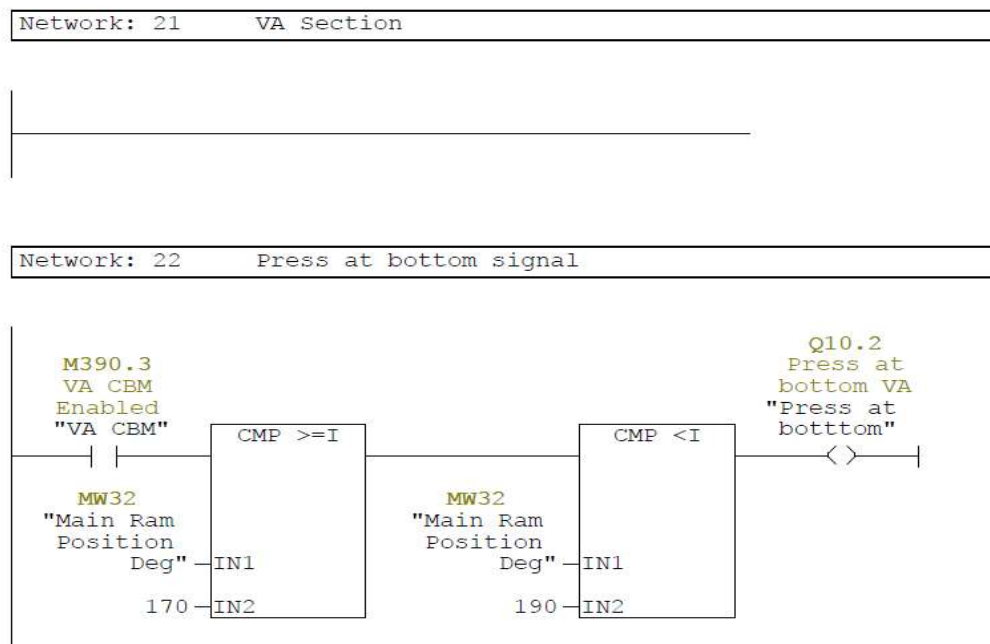 Network: 21 VA Section
Network: 22 Press at bottom signal
M390.3
VA CBM
Enabled
"VA CBM"
CMP >=I
MW32
"Main Ram
Position
Deg"
IN1
170
IN2
CMP <I
MW32
"Main Ram
Position
Deg"
IN1
190
IN2
Q10.2
Press at
bottom VA
"Press at
botttom"